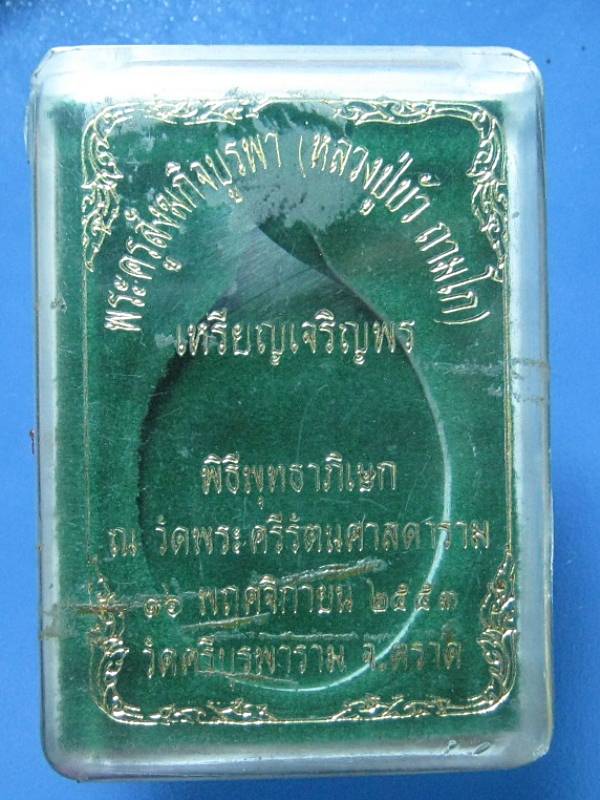 พระครูสังฆกิจบูรพา (หลวงปู่บัว ถามโก)
เหรียญเจริญพร
พิธีพุทธาภิเษก
ณ วัดพระศรีรัตนศาสดาราม
๑๖ พฤศจิกายน ๒๕๕๓
วัดศรีบูรพาราม จ.ตราด